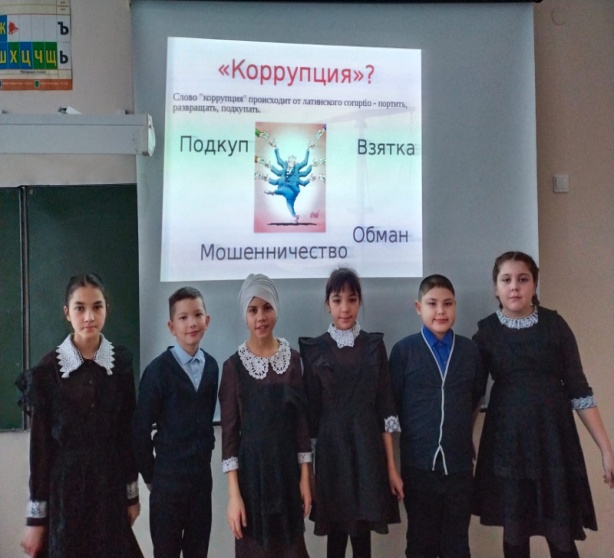 Ж Ъ
Ш Х Ц Ч Щ Ь
«Коррупция»?
Слово "коррупция" происходит от латинского corruptio - портить,
развращать, подкупать.
Подкуп
Взятка
Обман
Мошенничество